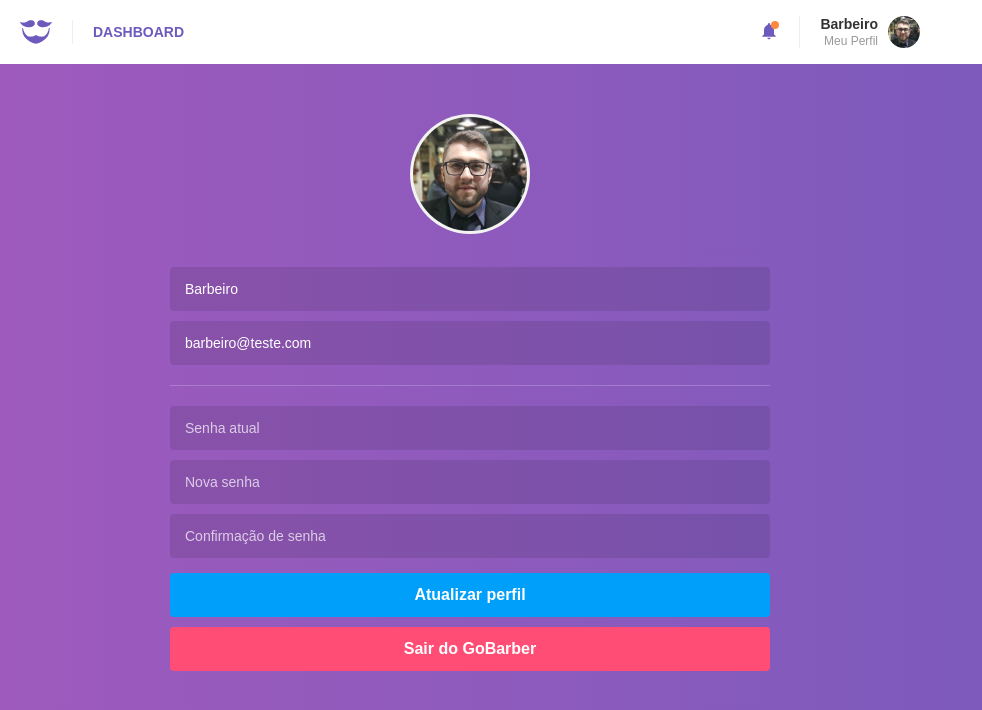 DASHBOARD
Barbeiro
Meu Perfil
Barbeiro
barbeiro@teste.com
Senha atual
Nova senha
Confirmação de senha
Atualizar perfil
Sair do GoBarber